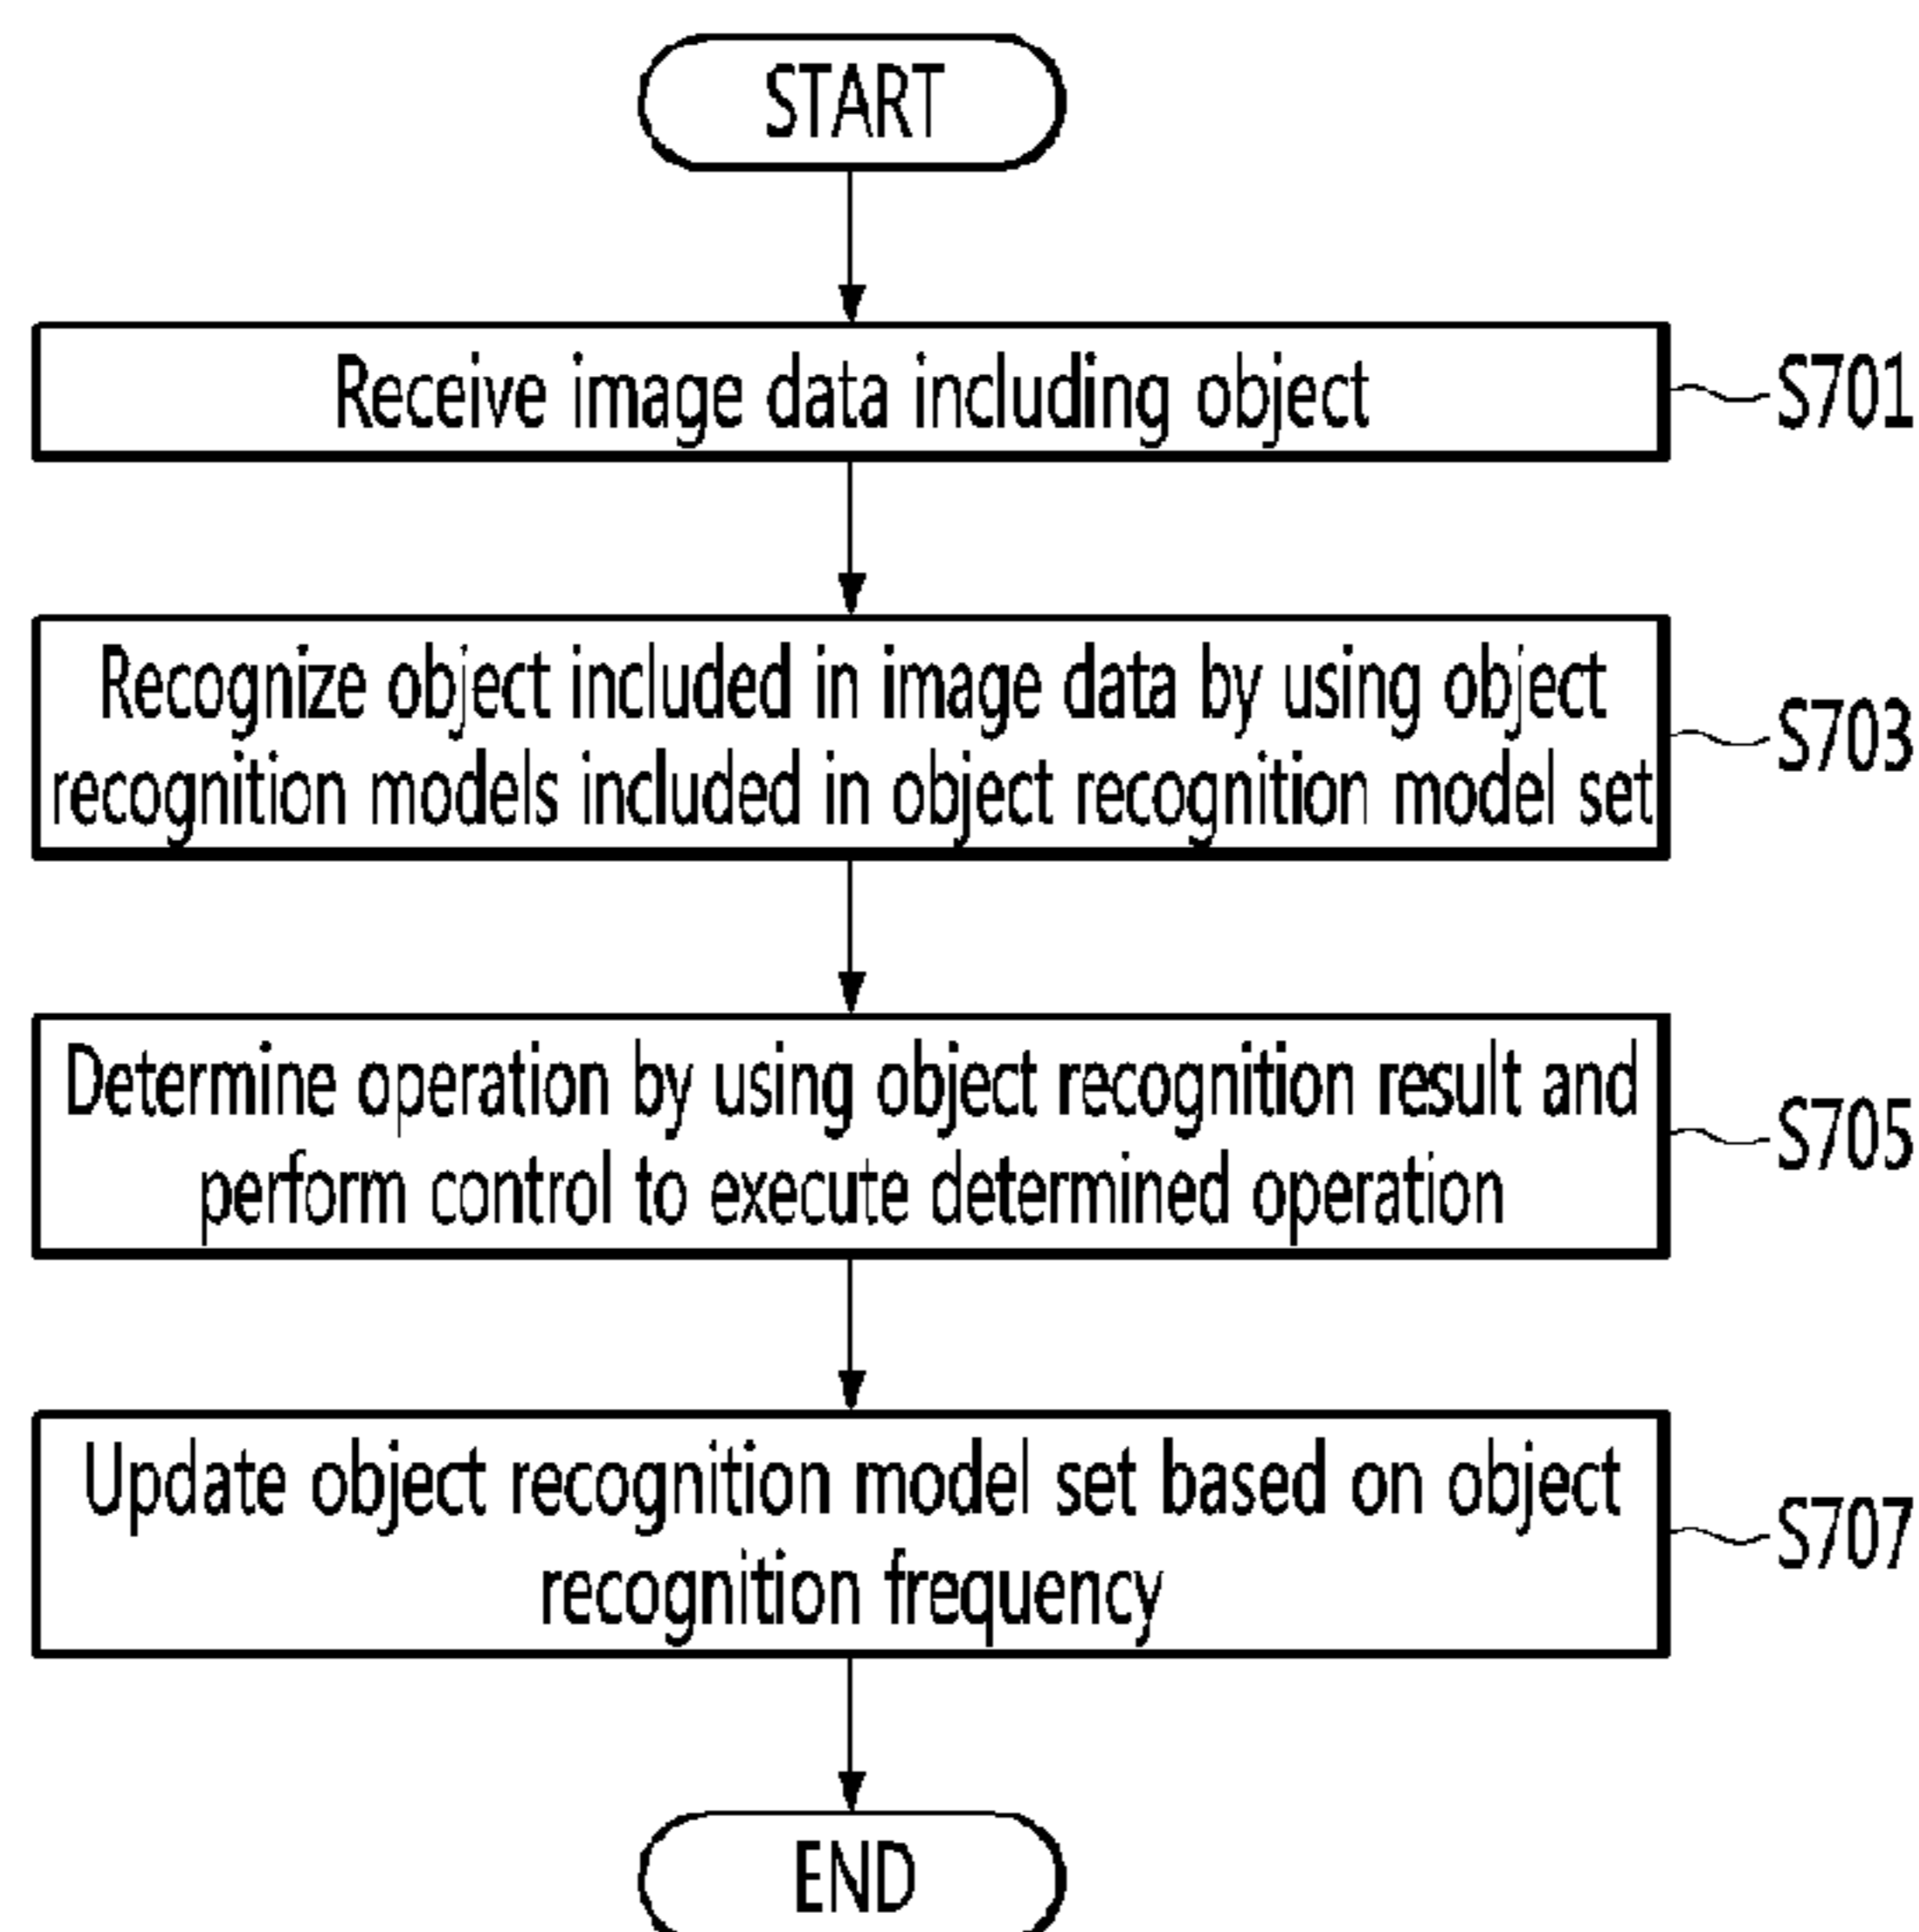 START
Receive image data including object
S701
Recognize object included in image data by using object
recognition models included in object recognition model set
S703
Determine operation by using object recognition result and
perform control to execute determined operation
S705
Update object recognition model set based on object
recognition frequency
S707
END